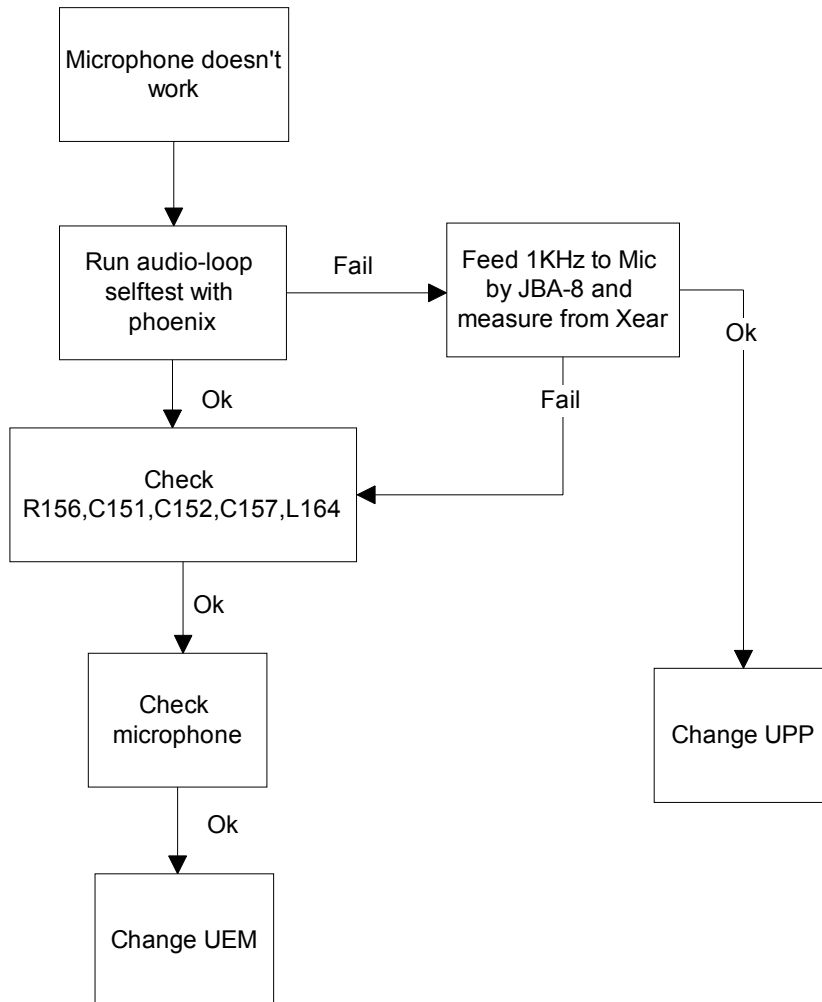 Microphone doesn't
work
Run audio-loop
selftest with
phoenix
Fail
Feed 1KHz to Mic
by JBA-8 and
measure from Xear
Ok
Ok
Fail
Check
R156,C151,C152,C157,L164
Ok
Check
microphone
Change UPP
Ok
Change UEM